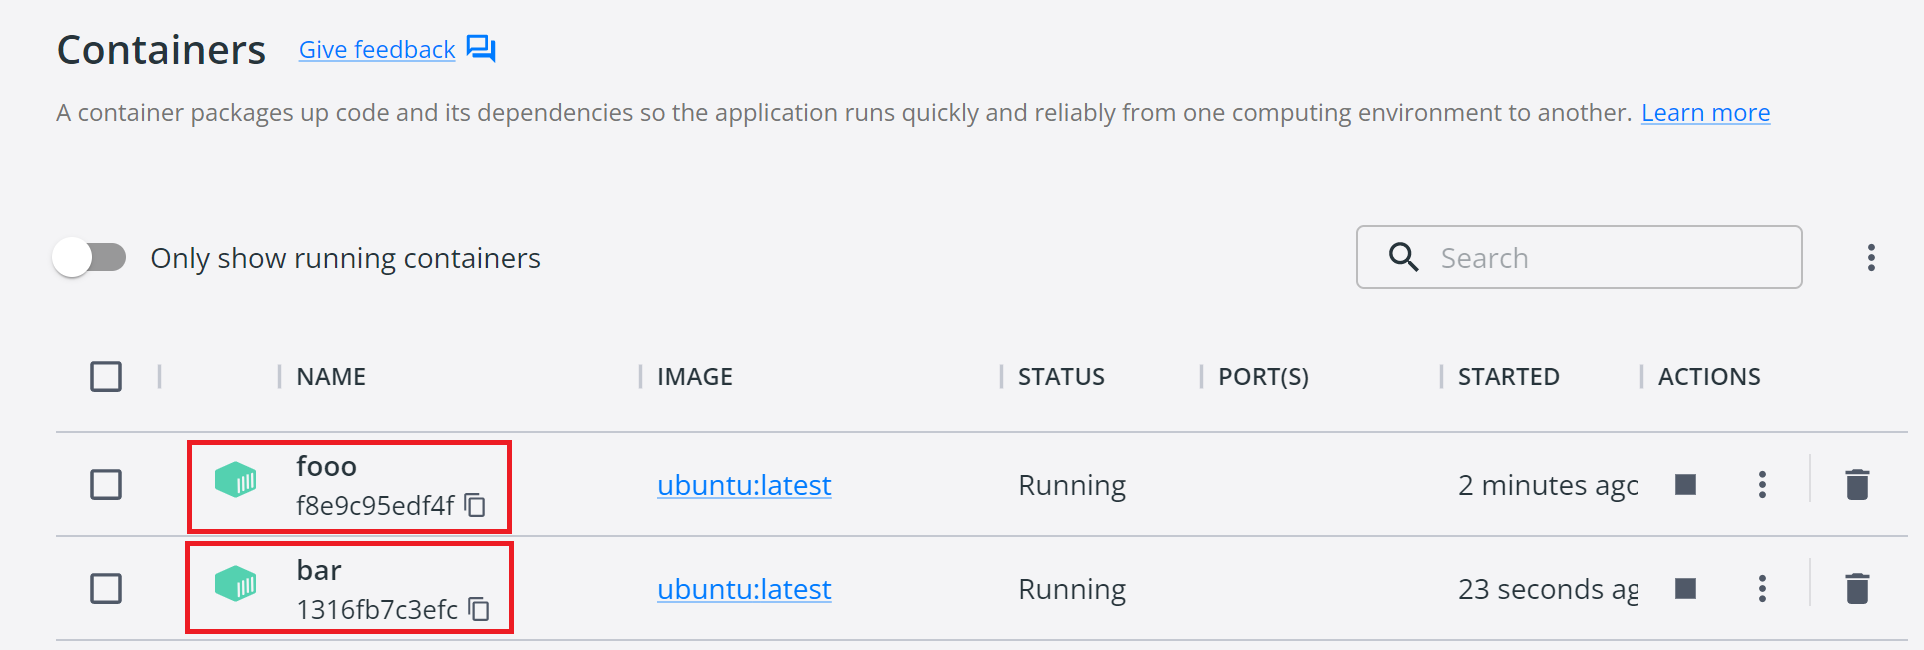 Containers Give feedback
A container packages up code and its dependencies so the application runs quickly and reliably from one computing environment to another. Learn more
Only show running containers Search
NAME IMAGE STATUS PORT(S) STARTED ACTIONS
fooo
f8e9c95edf4f ubuntu:latest Running 2 minutes ago
bar
1316fb7c3efc ubuntu:latest Running 23 seconds ag